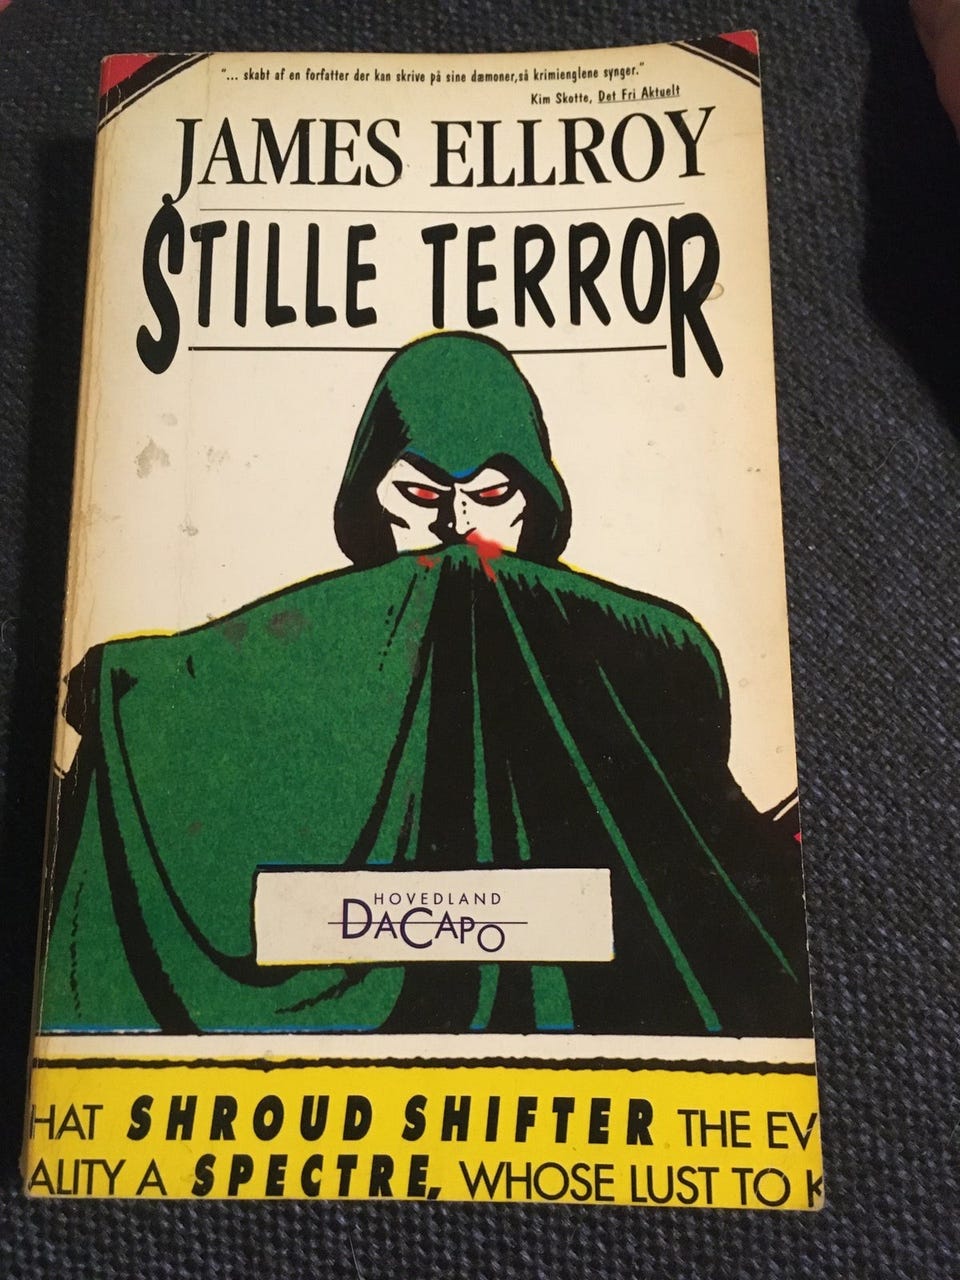 "... skabt af en forfatter der kan skrive på sine dæmoner,så krimienglene synger."
Kim Skotte, Det Fri Aktuelt
JAMES ELLROY
STILLE TERROR
HOVEDLAND
DACAPO
HAT SHROUD SHIFTER THE EV
ALITY A SPECTRE, WHOSE LUST TO K